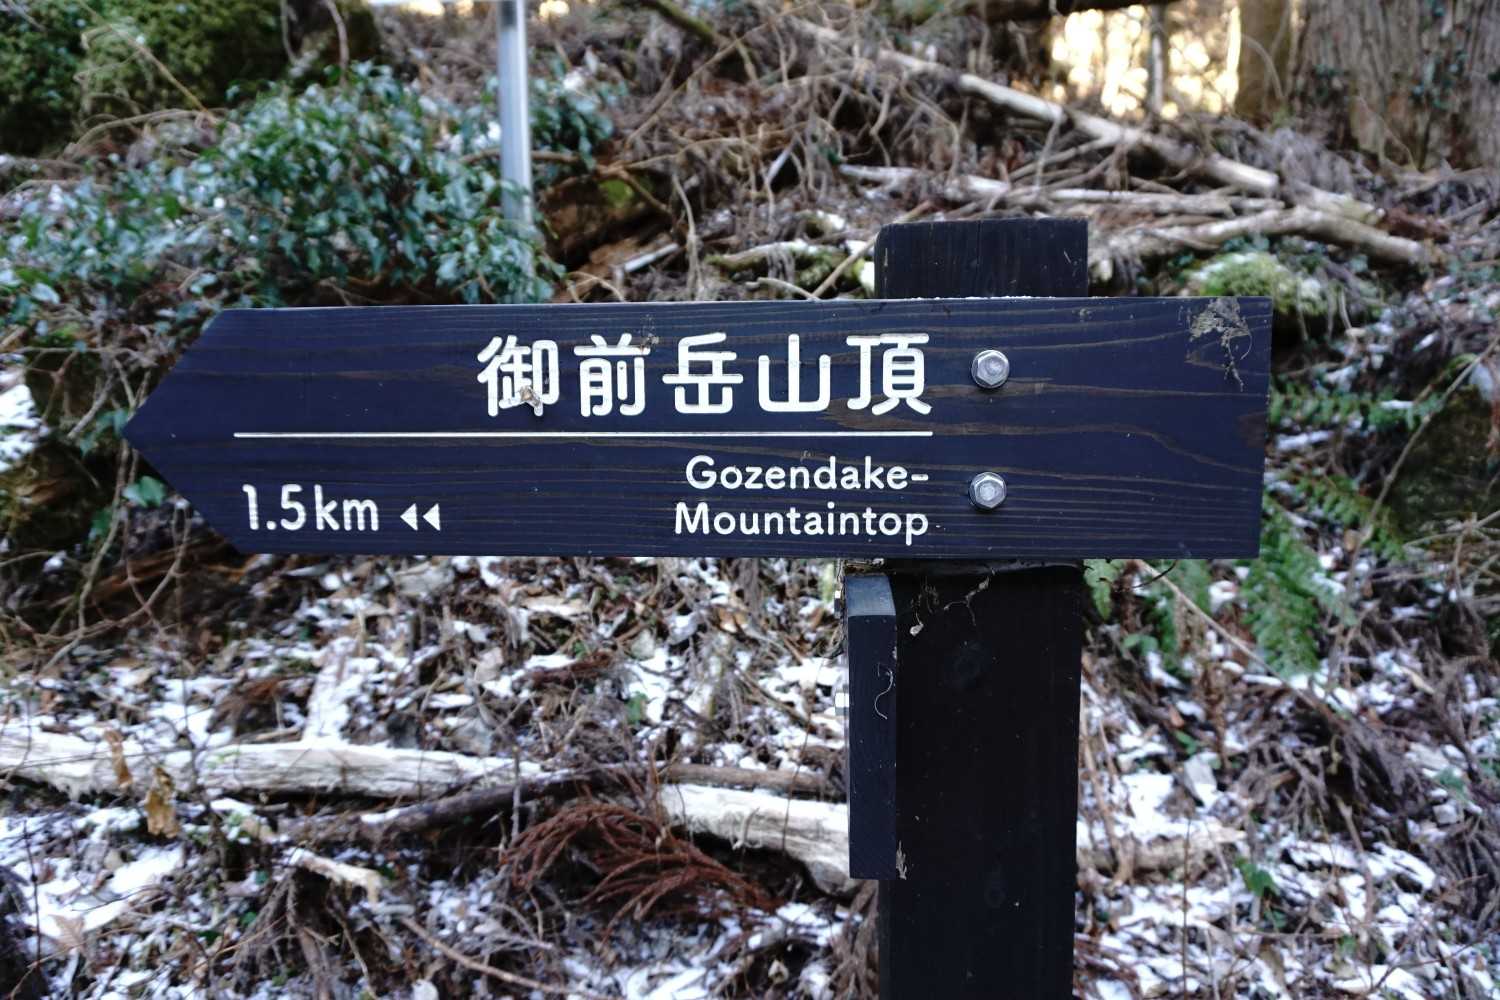 御前岳山頂
Gozendake-
Mountaintop
1.5km ◀◀